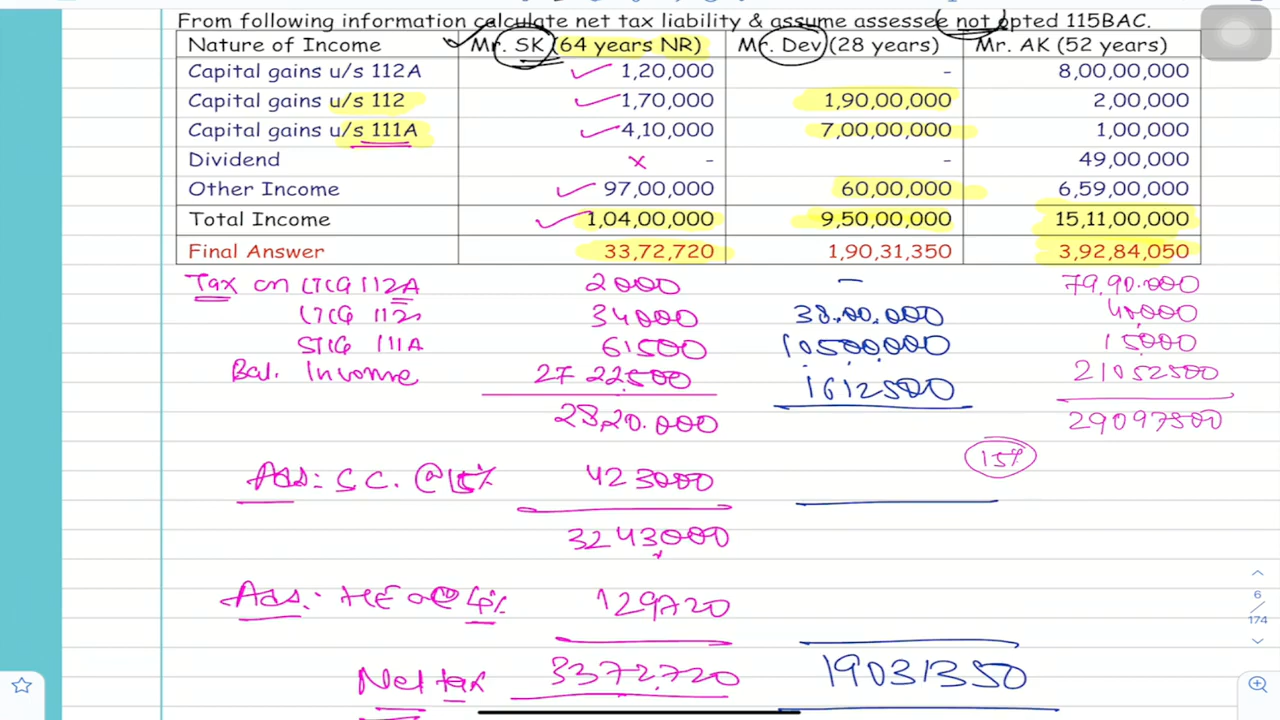 From following information calculate net tax liability & assume assessee not opted 115BAC.
Nature of Income Mr. SK (64 years NR) Mr. Dev (28 years) Mr. AK (52 years)
Capital gains u/s 112A 1,20,000 - 8,00,00,000
Capital gains u/s 112 1,70,000 1,90,00,000 2,00,000
Capital gains u/s 111A 4,10,000 7,00,00,000 1,00,000
Dividend x - - 49,00,000
Other Income 97,00,000 60,00,000 6,59,00,000
Total Income 1,04,00,000 9,50,00,000 15,11,00,000
Final Answer 33,72,720 1,90,31,350 3,92,84,050
Tax on LTCG 112A 2000 - 79,90.000
LTCG 112 34000 38,00,000 40,000
STCG 111A 61500 10500000 15000
Bal. Income 2722500 1612500 21052500
2820.000 29097500
15%
Add: S.C. @15% 423000
3243000
Add: HEC @ 4% 129720
Net tax 3372720 19031350
6
/
174